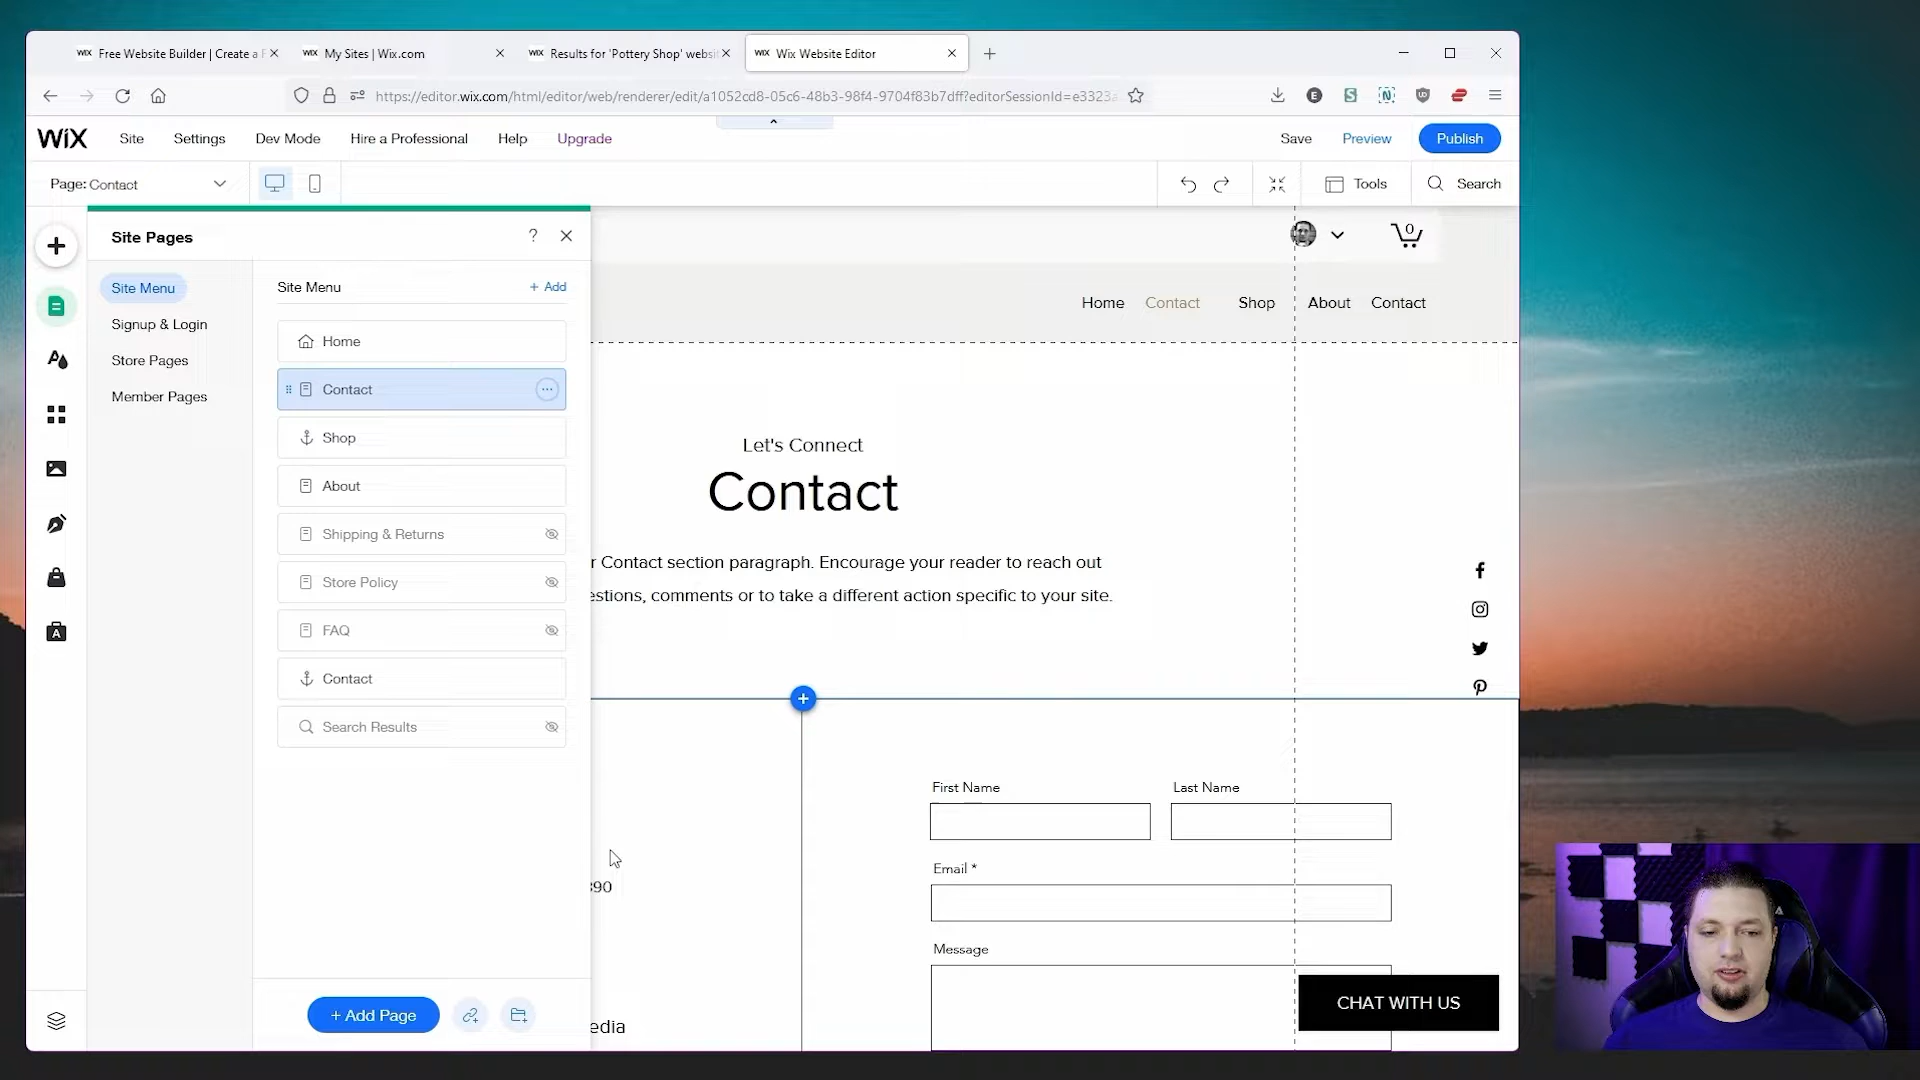 WIX Free Website Builder | Create a F
WIX My Sites | Wix.com
WIX Results for 'Pottery Shop' websi
WIX Wix Website Editor
https://editor.wix.com/html/editor/web/renderer/edit/a1052cd8-05c6-48b3-98f4-9704f83b7dff?editorSessionId=e3323a
WIX Site Settings Dev Mode Hire a Professional Help Upgrade Save Preview Publish
Page: Contact Tools Search
Site Pages ?
0
Site Menu
Signup & Login
Store Pages
Member Pages
Site Menu + Add
Home
Contact
Shop
About
Shipping & Returns
Store Policy
FAQ
Contact
Search Results
+ Add Page
Home Contact Shop About Contact
Let's Connect
Contact
r Contact section paragraph. Encourage your reader to reach out
estions, comments or to take a different action specific to your site.
First Name Last Name
Email *
Message
edia
CHAT WITH US